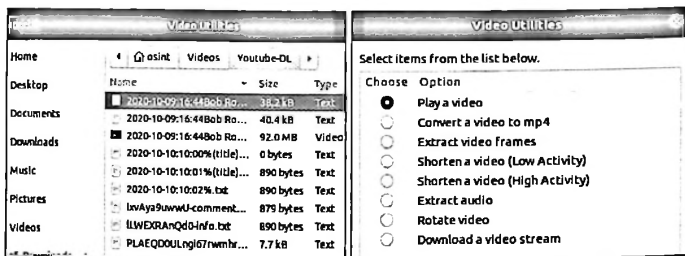 Video Utilities
Home
Desktop
Documents
Downloads
Music
Pictures
Videos
osint Videos Youtube-DL
Name Size Type
2020-10-09:16:44Bob Ro... 38.2 kB Text
2020-10-09:16:44Bob Ro... 40.4 kB Text
2020-10-09:16:44Bob Ro... 92.0 MB Video
2020-10-10:10:00%(title)... 0 bytes Text
2020-10-10:10:01%(title)... 890 bytes Text
2020-10-10:10:02%.txt 890 bytes Text
IxvAya9uwwU-comment... 879 bytes Text
lLWEXRAnQd0-info.txt 890 bytes Text
PLAEQD0ULngi67rwmhr... 7.7 kB Text
Video Utilities
Select items from the list below.
Choose Option
Play a video
Convert a video to mp4
Extract video frames
Shorten a video (Low Activity)
Shorten a video (High Activity)
Extract audio
Rotate video
Download a video stream